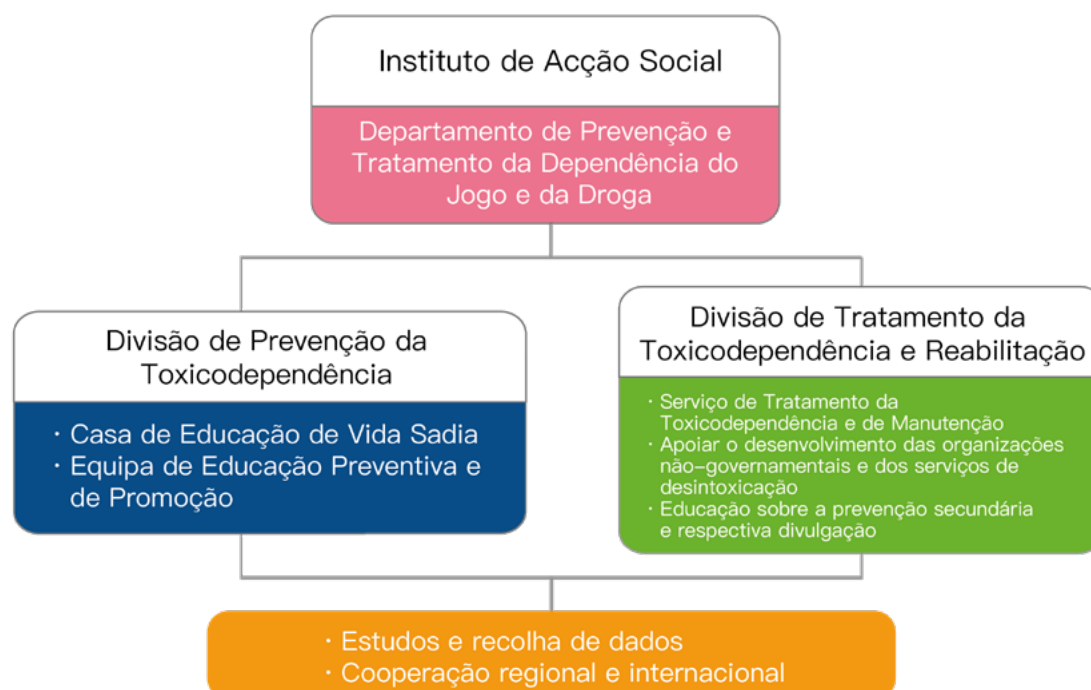 Instituto de Acção Social
Departamento de Prevenção e
Tratamento da Dependência do
Jogo e da Droga
Divisão de Prevenção da
Toxicodependência
· Casa de Educação de Vida Sadia
· Equipa de Educação Preventiva e
de Promoção
Divisão de Tratamento da
Toxicodependência e Reabilitação
· Serviço de Tratamento da
Toxicodependência e de Manutenção
· Apoiar o desenvolvimento das organizações
não-governamentais e dos serviços de
desintoxicação
· Educação sobre a prevenção secundária
e respectiva divulgação
· Estudos e recolha de dados
· Cooperação regional e internacional